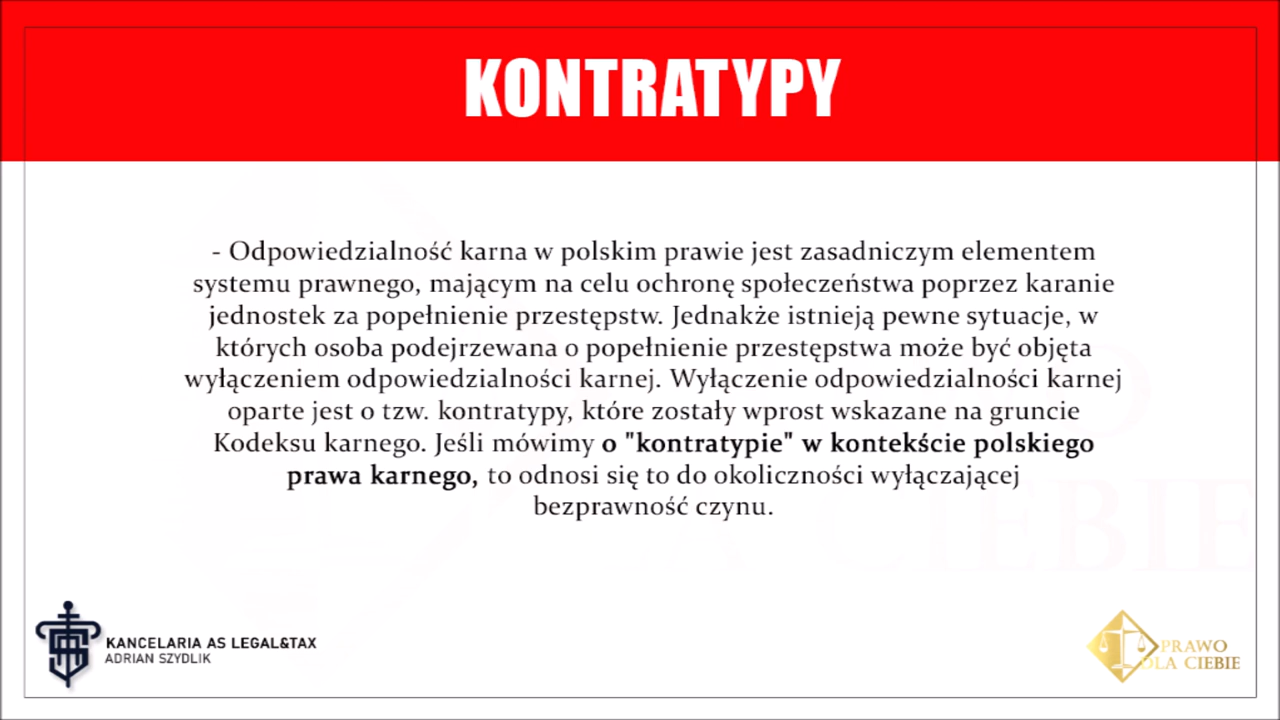 KONTRATYPY
- Odpowiedzialność karna w polskim prawie jest zasadniczym elementem
systemu prawnego, mającym na celu ochronę społeczeństwa poprzez karanie
jednostek za popełnienie przestępstw. Jednakże istnieją pewne sytuacje, w
których osoba podejrzewana o popełnienie przestępstwa może być objęta
wyłączeniem odpowiedzialności karnej. Wyłączenie odpowiedzialności karnej
oparte jest o tzw. kontratypy, które zostały wprost wskazane na gruncie
Kodeksu karnego. Jeśli mówimy o "kontratypie" w kontekście polskiego
prawa karnego, to odnosi się to do okoliczności wyłączającej
bezprawność czynu.
KANCELARIA AS LEGAL&TAX
ADRIAN SZYDLIK
PRAWO
DLA CIEBIE